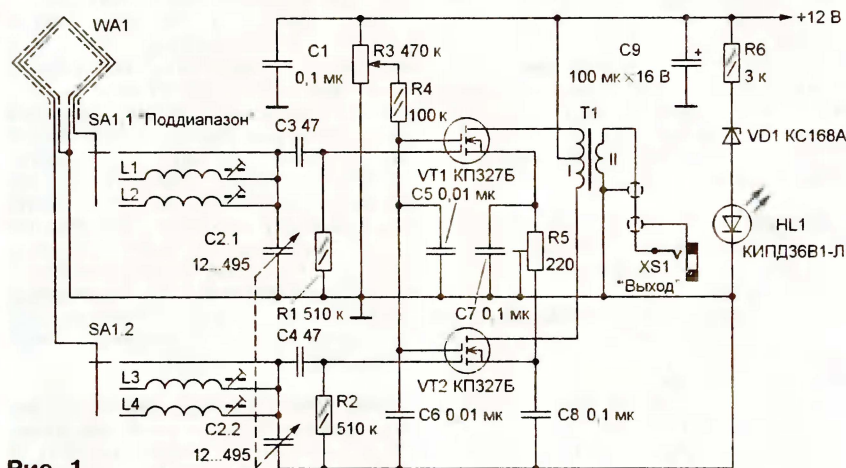 +12 В
WA1
C1
0,1 мк
R3 470 к
R4
100 к
C9
+
100 мк × 16 В
R6
3 к
SA1.1 "Поддиапазон"
C3 47
T1
I
II
VD1 КС168А
L1
L2
VT1 КП327Б
C5 0,01 мк
C2.1
12...495
R5
220
HL1
КИПД36В1-Л
XS1
"Выход"
R1 510 к
C7 0,1 мк
SA1.2
C4 47
VT2 КП327Б
L3
L4
R2
510 к
C6 0,01 мк
C8 0,1 мк
C2.2
12...495
Рис. 1